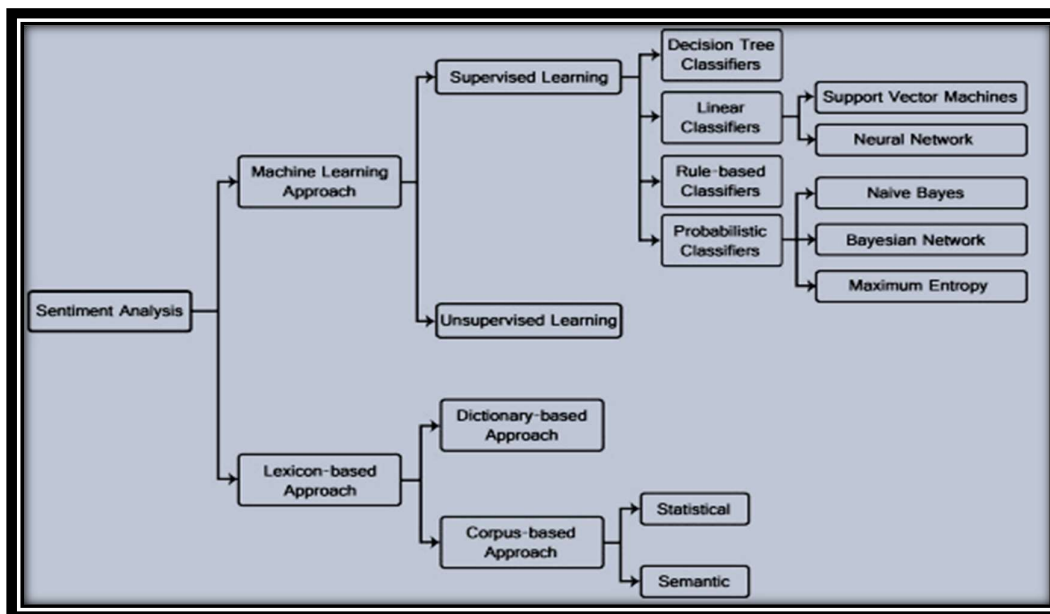 Sentiment Analysis
Machine Learning
Approach
Supervised Learning
Decision Tree
Classifiers
Linear
Classifiers
Support Vector Machines
Neural Network
Rule-based
Classifiers
Probabilistic
Classifiers
Naive Bayes
Bayesian Network
Maximum Entropy
Unsupervised Learning
Lexicon-based
Approach
Dictionary-based
Approach
Corpus-based
Approach
Statistical
Semantic